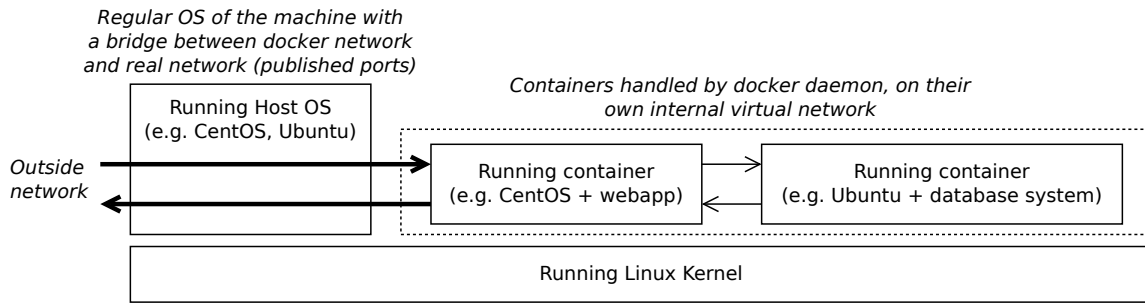 Regular OS of the machine with
a bridge between docker network
and real network (published ports)
Containers handled by docker daemon, on their
own internal virtual network
Running Host OS
(e.g. CentOS, Ubuntu)
Outside
network
Running container
(e.g. CentOS + webapp)
Running container
(e.g. Ubuntu + database system)
Running Linux Kernel